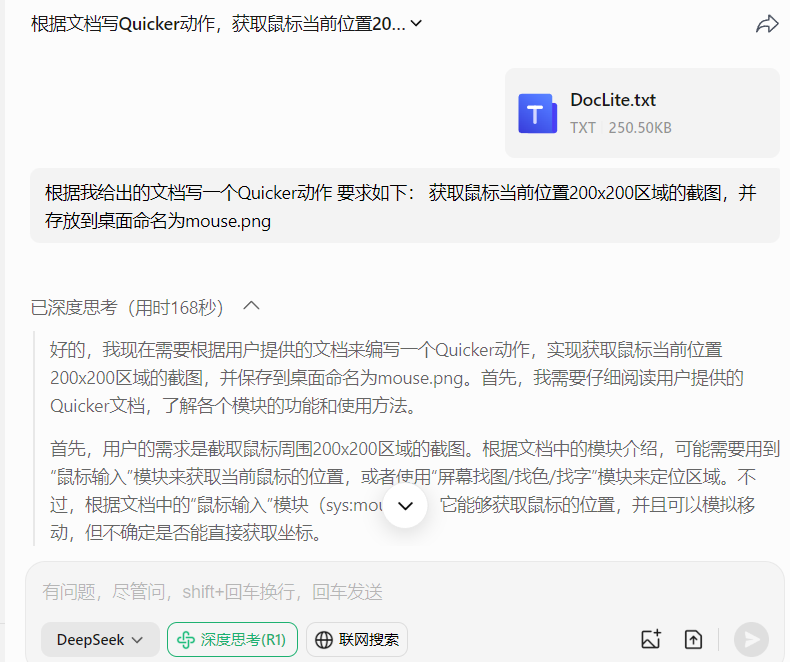 根据文档写Quicker动作，获取鼠标当前位置20...
DocLite.txt
TXT 250.50KB
根据我给出的文档写一个Quicker动作 要求如下： 获取鼠标当前位置200x200区域的截图，并
存放到桌面命名为mouse.png
已深度思考（用时168秒）
好的，我现在需要根据用户提供的文档来编写一个Quicker动作，实现获取鼠标当前位置
200x200区域的截图，并保存到桌面命名为mouse.png。首先，我需要仔细阅读用户提供的
Quicker文档，了解各个模块的功能和使用方法。
首先，用户的需求是截取鼠标周围200x200区域的截图。根据文档中的模块介绍，可能需要用到
“鼠标输入”模块来获取当前鼠标的位置，或者使用“屏幕找图/找色/找字”模块来定位区域。不
过，根据文档中的“鼠标输入”模块（sys:mou 它能够获取鼠标的位置，并且可以模拟移
动，但不确定是否能直接获取坐标。
有问题，尽管问，shift+回车换行，回车发送
DeepSeek 深度思考(R1) 联网搜索